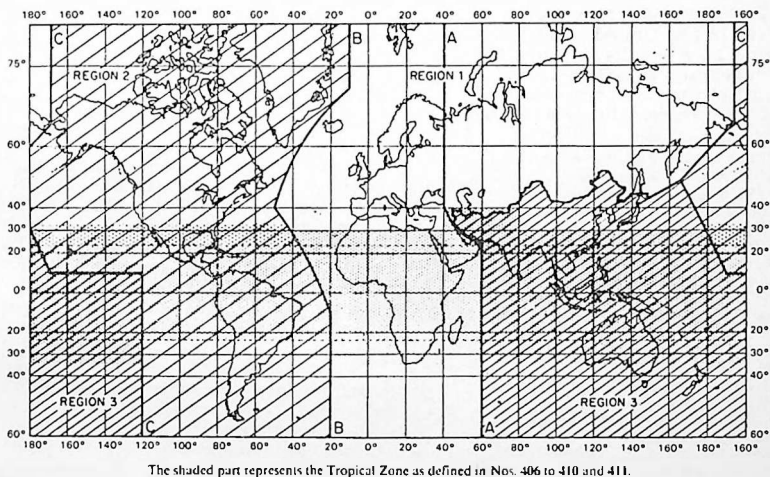 180° 160° 140° 120° 100° 80° 60° 40° 20° 0° 20° 40° 60° 80° 100° 120° 140° 160° 180° 160°
C B A C
75° REGION 2 REGION 1 75°
60° 60°
40° 40°
30° 30°
20° 20°
0° 0°
20° 20°
30° 30°
40° 40°
REGION 3 REGION 3
C B A
60° 60°
180° 160° 140° 120° 100° 80° 60° 40° 20° 0° 20° 40° 60° 80° 100° 120° 140° 160° 180° 160°
The shaded part represents the Tropical Zone as defined in Nos. 406 to 410 and 411.